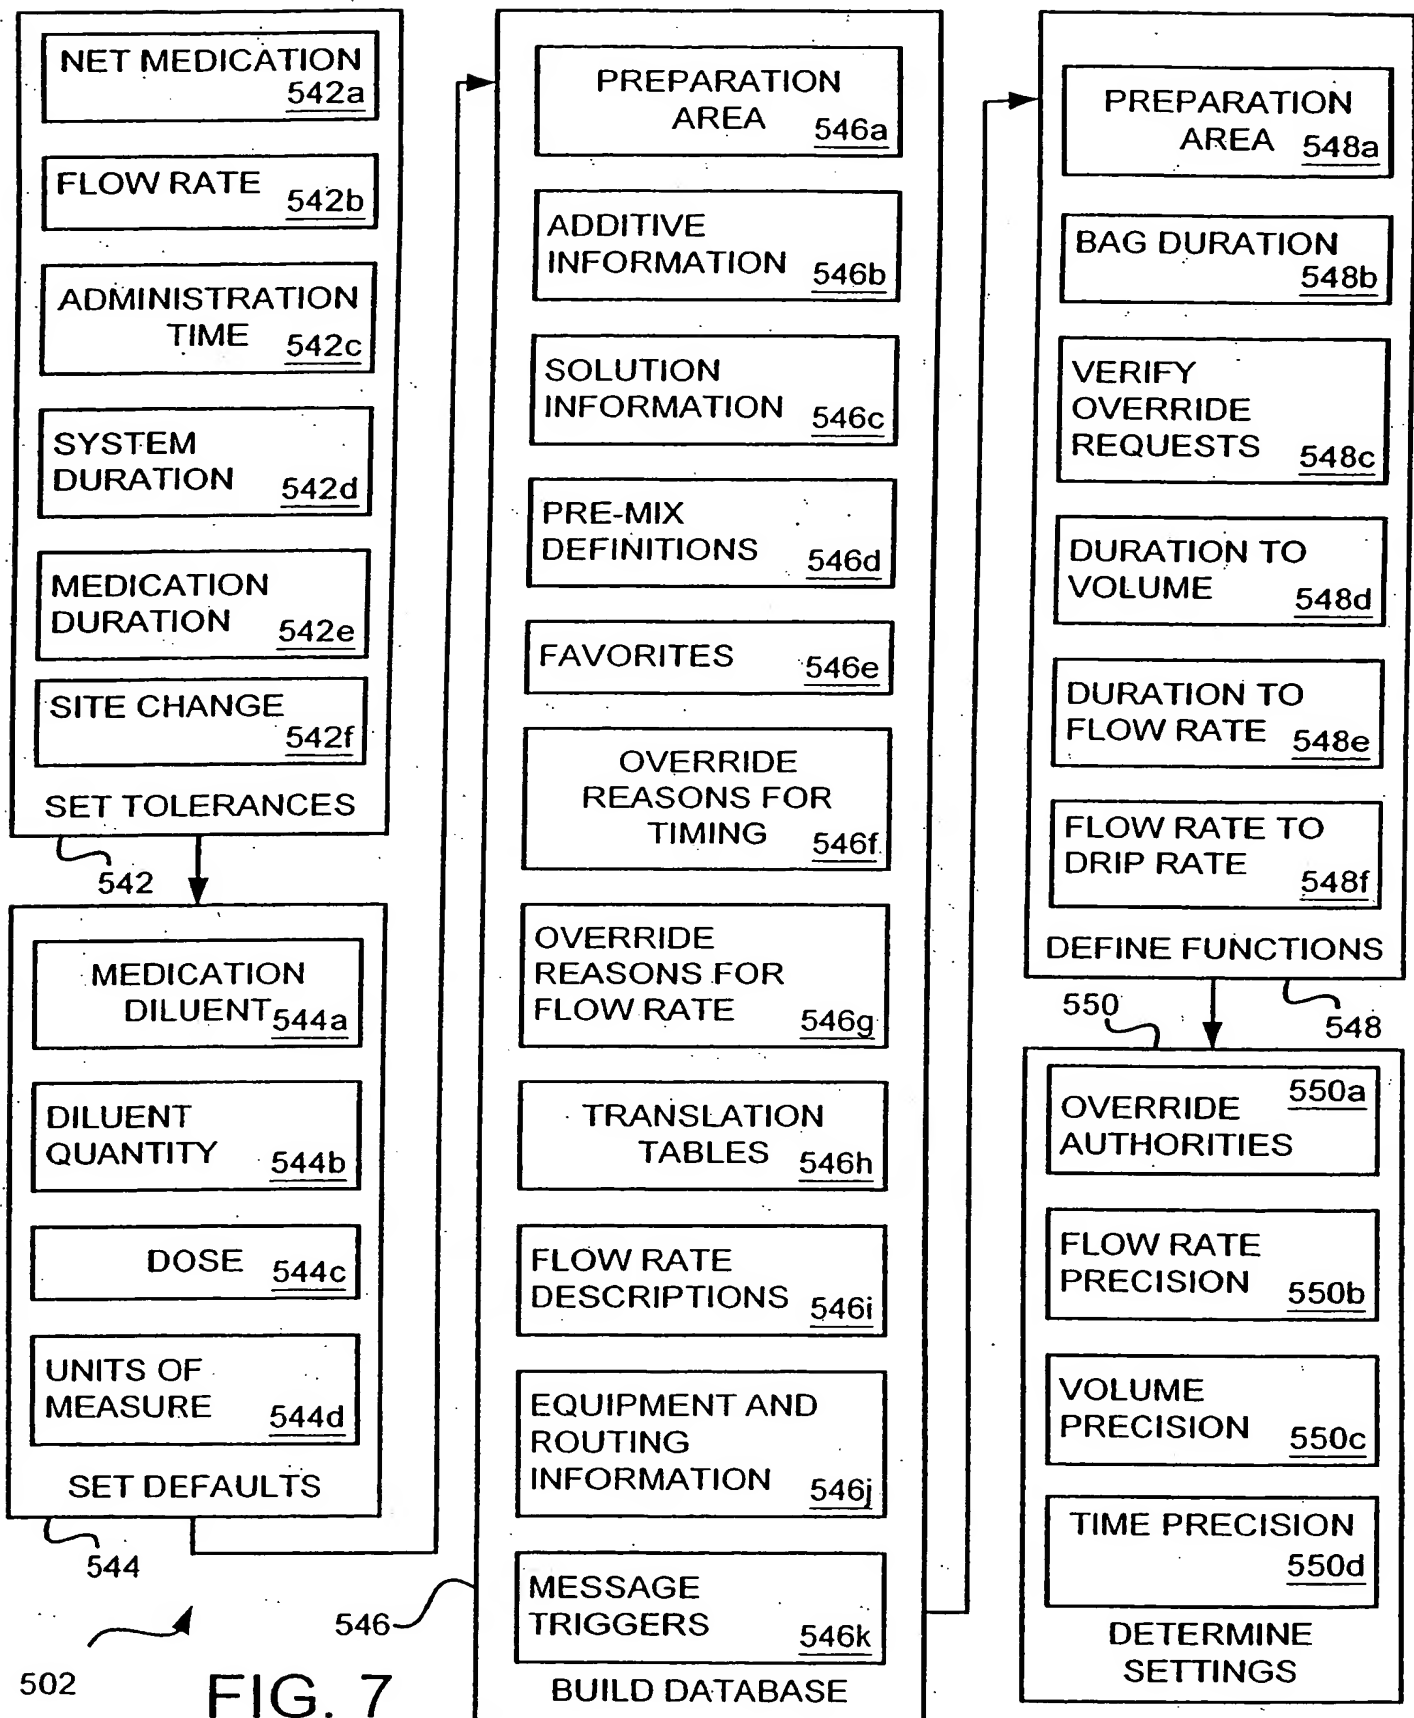 NET MEDICATION
542a
FLOW RATE
542b
ADMINISTRATION
TIME 542c
SYSTEM
DURATION 542d
MEDICATION
DURATION 542e
SITE CHANGE
542f
SET TOLERANCES
542
MEDICATION
DILUENT 544a
DILUENT
QUANTITY 544b
DOSE 544c
UNITS OF
MEASURE 544d
SET DEFAULTS
544
502
FIG. 7
PREPARATION
AREA 546a
ADDITIVE
INFORMATION 546b
SOLUTION
INFORMATION 546c
PRE-MIX
DEFINITIONS 546d
FAVORITES 546e
OVERRIDE
REASONS FOR
TIMING 546f
OVERRIDE
REASONS FOR
FLOW RATE 546g
TRANSLATION
TABLES 546h
FLOW RATE
DESCRIPTIONS 546i
EQUIPMENT AND
ROUTING
INFORMATION 546j
MESSAGE
TRIGGERS 546k
BUILD DATABASE
546
PREPARATION
AREA 548a
BAG DURATION
548b
VERIFY
OVERRIDE
REQUESTS 548c
DURATION TO
VOLUME 548d
DURATION TO
FLOW RATE 548e
FLOW RATE TO
DRIP RATE 548f
DEFINE FUNCTIONS
548
550
550a
OVERRIDE
AUTHORITIES
FLOW RATE
PRECISION 550b
VOLUME
PRECISION 550c
TIME PRECISION
550d
DETERMINE
SETTINGS